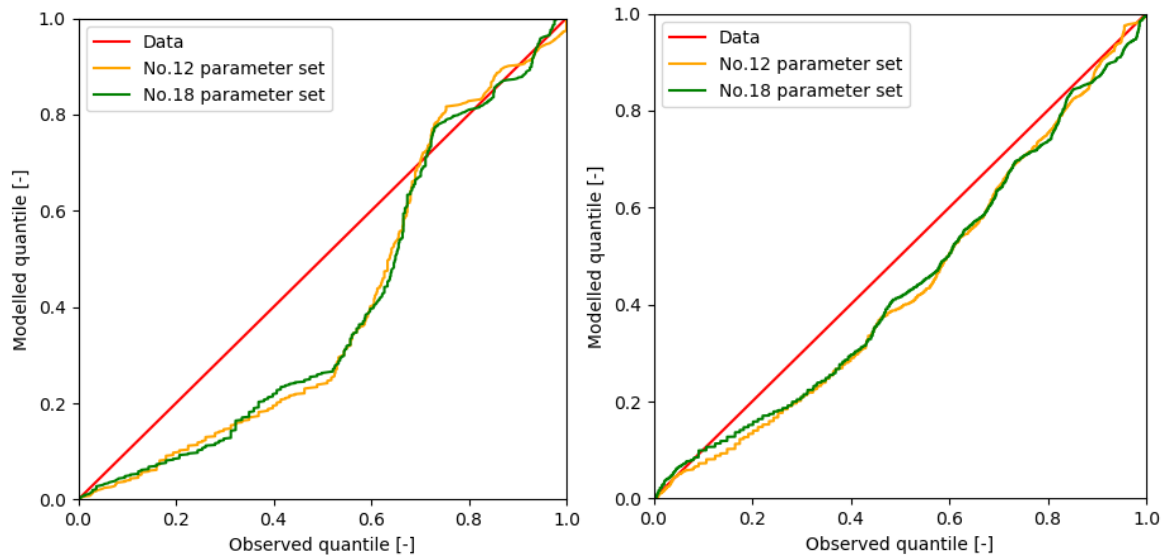 Data
No.12 parameter set
No.18 parameter set
1.0
0.8
0.6
0.4
0.2
0.0
Modelled quantile [-]
0.0 0.2 0.4 0.6 0.8 1.0
Observed quantile [-]
Data
No.12 parameter set
No.18 parameter set
1.0
0.8
0.6
0.4
0.2
0.0
Modelled quantile [-]
0.0 0.2 0.4 0.6 0.8 1.0
Observed quantile [-]